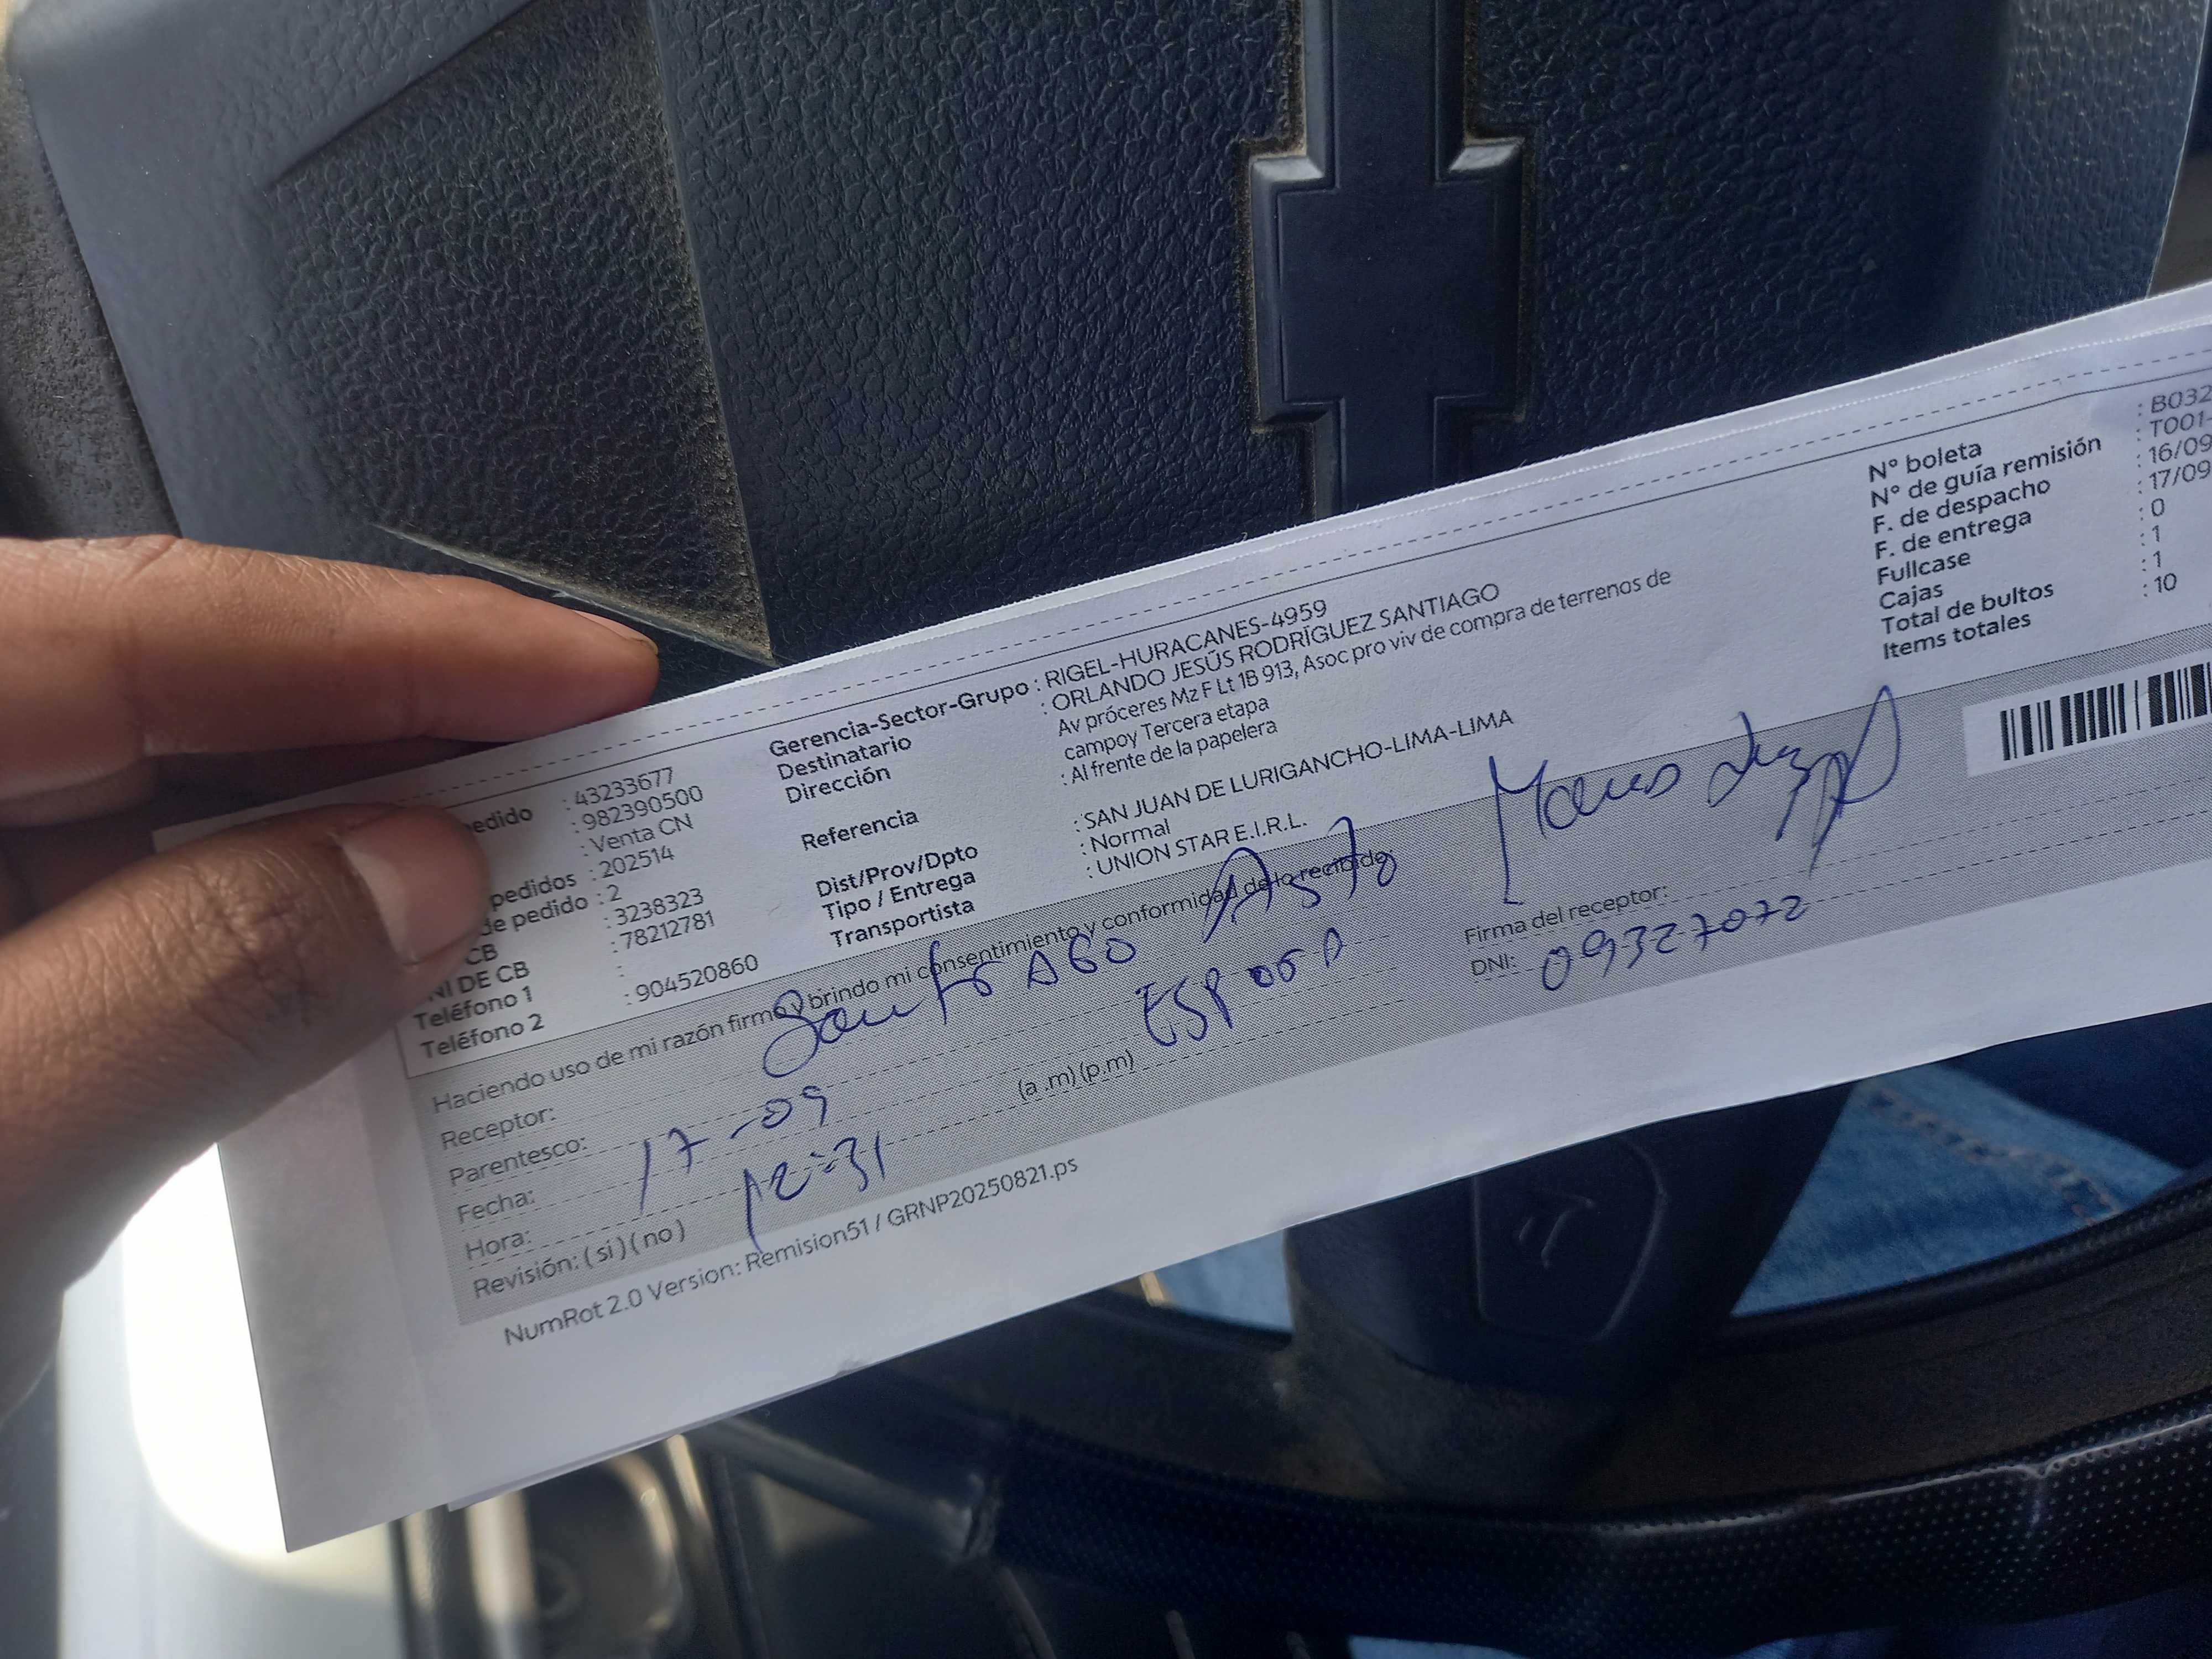 edido : 43233677
: 982390500
: Venta CN
pedidos : 202514
de pedido : 2
CB : 3238323
NI DE CB : 78212781
Teléfono 1 :
Teléfono 2 : 904520860
Gerencia-Sector-Grupo : RIGEL-HURACANES-4959
Destinatario : ORLANDO JESÚS RODRÍGUEZ SANTIAGO
Dirección Av próceres Mz F Lt 1B 913, Asoc pro viv de compra de terrenos de
campoy Tercera etapa
Referencia : Al frente de la papelera
Dist/Prov/Dpto : SAN JUAN DE LURIGANCHO-LIMA-LIMA
Tipo / Entrega : Normal
Transportista : UNION STAR E.I.R.L.
N° boleta : B032
N° de guía remisión : T001-
F. de despacho : 16/09
F. de entrega : 17/09
Fullcase : 0
Cajas : 1
Total de bultos : 1
Items totales : 10
Haciendo uso de mi razón firmo y brindo mi consentimiento y conformidad de lo recibido:
Receptor:
Parentesco:
Fecha: 17-09
Hora: 12:31 (a.m)(p.m)
Revisión: (si)(no)
Firma del receptor:
DNI: 09327072
NumRot 2.0 Version: Remision51 / GRNP20250821.ps